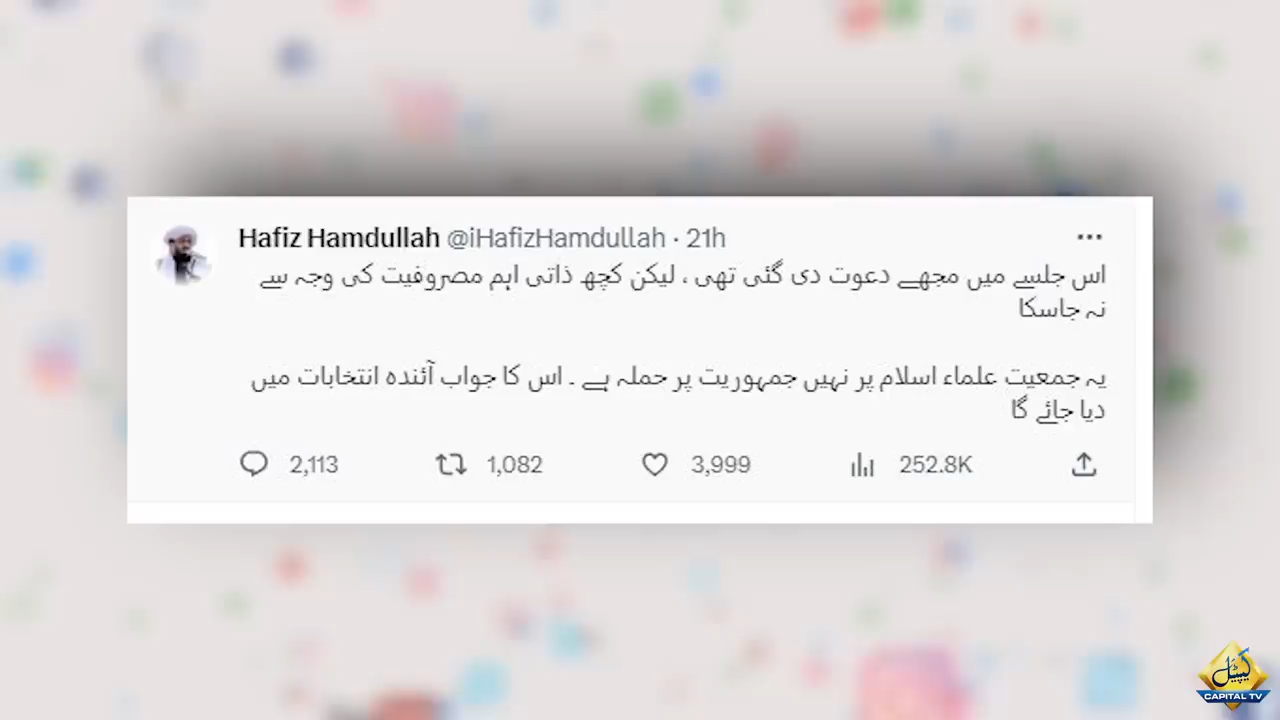 Hafiz Hamdullah @iHafizHamdullah · 21h
اس جلسے میں مجھے دعوت دی گئی تھی ، لیکن کچھ ذاتی اہم مصروفیت کی وجہ سے
نہ جاسکا
یہ جمعیت علماء اسلام پر نہیں جمہوریت پر حملہ ہے ۔ اس کا جواب آئندہ انتخابات میں
دیا جائے گا
2,113 1,082 3,999 252.8K
کیپیٹل
CAPITAL TV